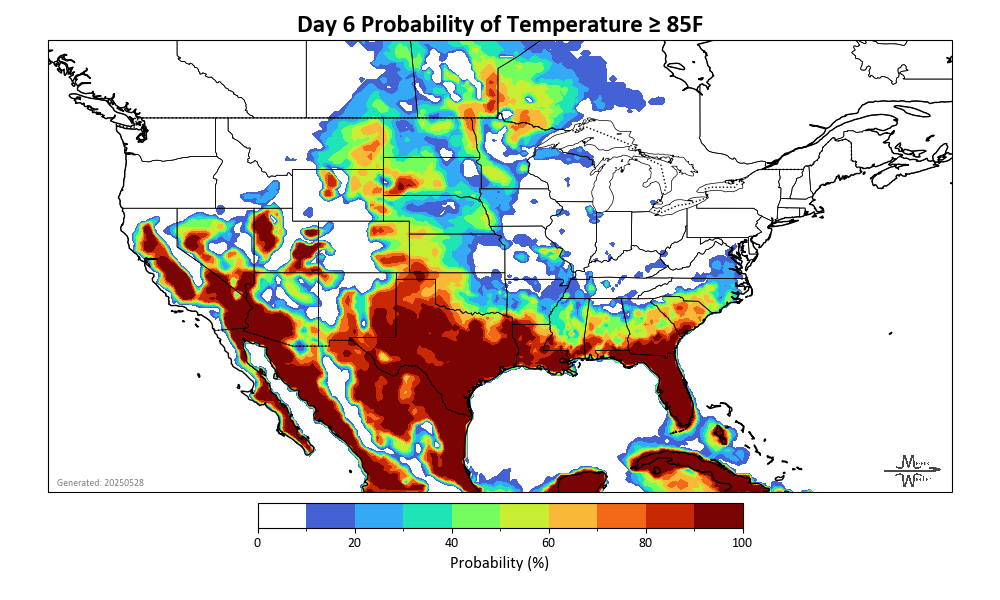 Day 6 Probability of Temperature ≥ 85F
Generated: 20250528
0 20 40 60 80 100
Probability (%)